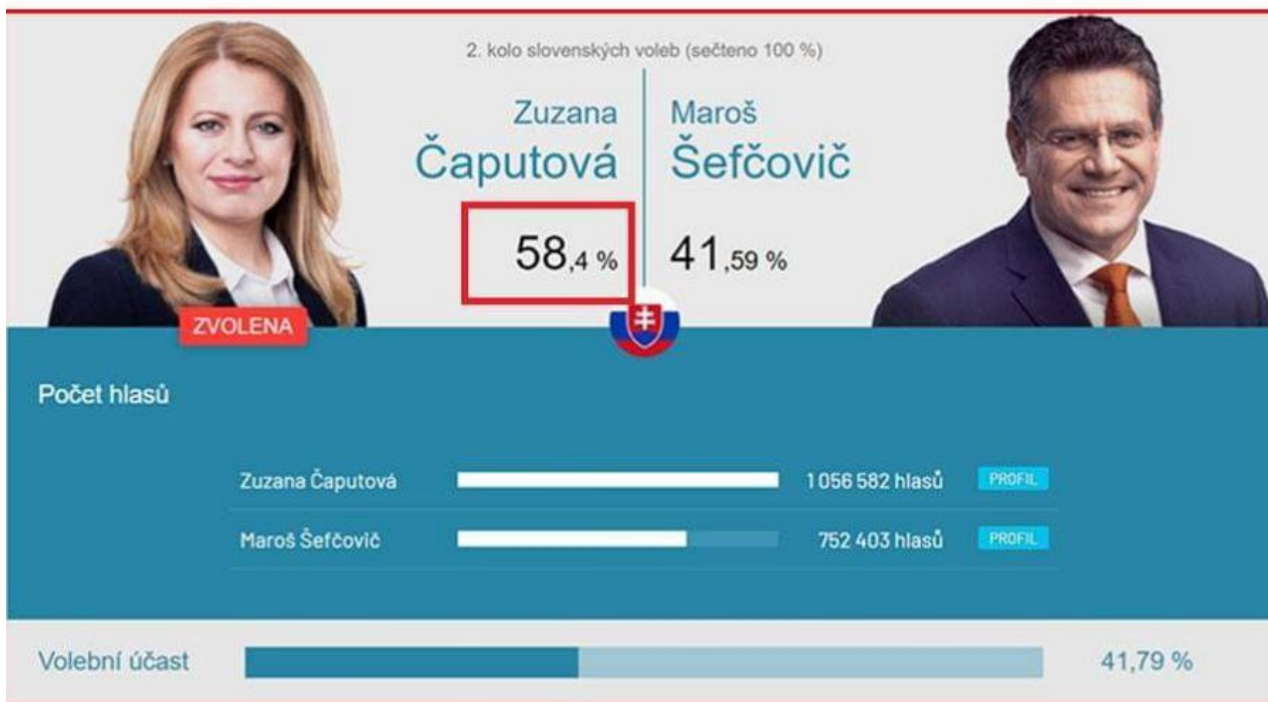 2. kolo slovenských voleb (sečteno 100 %)
Zuzana
Čaputová
58,4 %
Maroš
Šefčovič
41,59 %
ZVOLENA
Počet hlasů
Zuzana Čaputová 1 056 582 hlasů PROFIL
Maroš Šefčovič 752 403 hlasů PROFIL
Volební účast 41,79 %